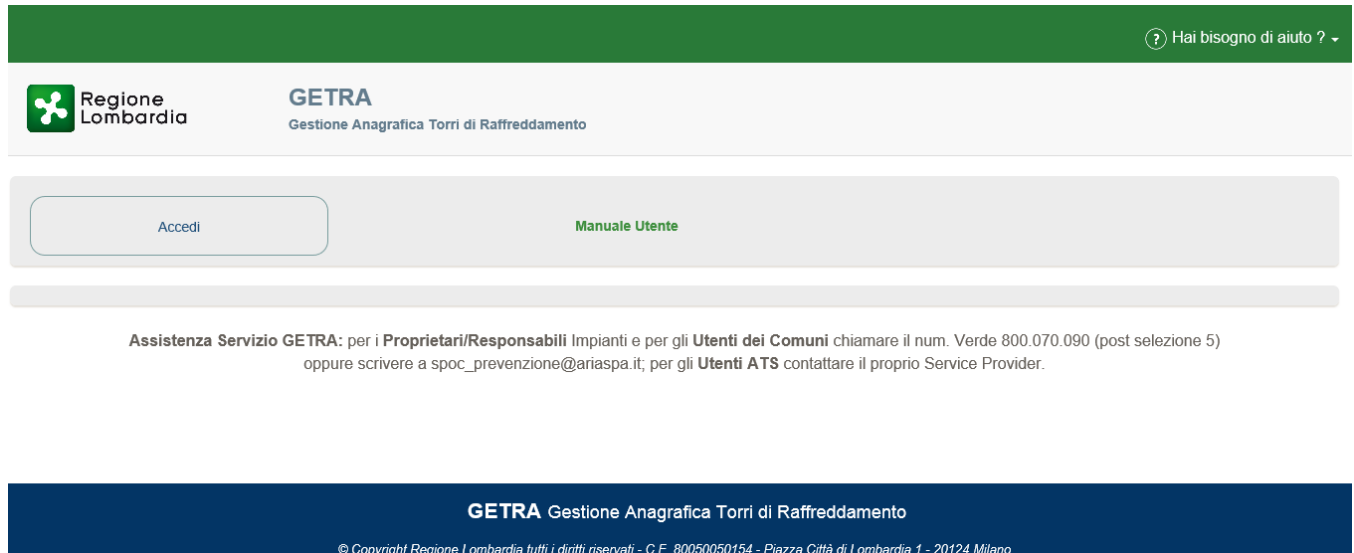 ? Hai bisogno di aiuto ?
Regione
Lombardia
GETRA
Gestione Anagrafica Torri di Raffreddamento
Accedi
Manuale Utente
Assistenza Servizio GETRA: per i Proprietari/Responsabili Impianti e per gli Utenti dei Comuni chiamare il num. Verde 800.070.090 (post selezione 5)
oppure scrivere a spoc_prevenzione@ariaspa.it; per gli Utenti ATS contattare il proprio Service Provider.
GETRA Gestione Anagrafica Torri di Raffreddamento
© Copyright Regione Lombardia tutti i diritti riservati - C.F. 80050050154 - Piazza Città di Lombardia 1 - 20124 Milano